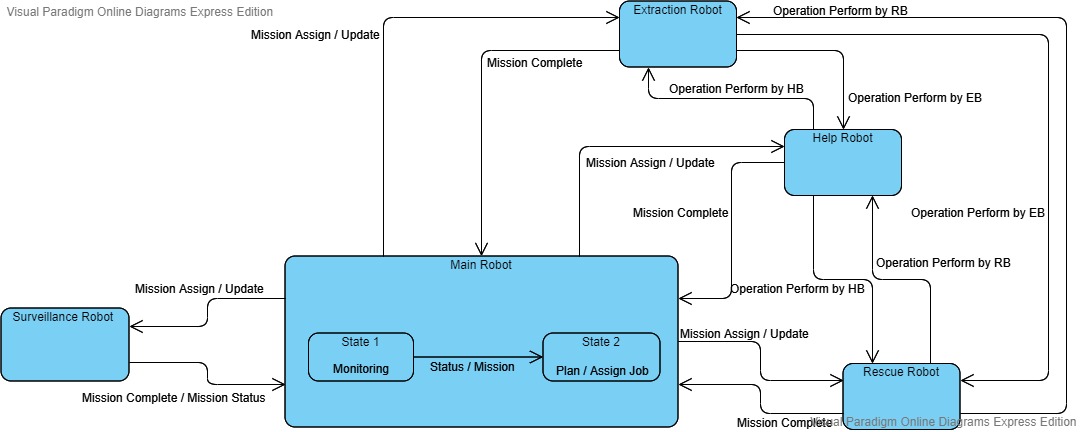 Visual Paradigm Online Diagrams Express Edition
Extraction Robot
Operation Perform by RB
Mission Assign / Update
Mission Complete
Operation Perform by HB
Operation Perform by EB
Help Robot
Mission Assign / Update
Mission Complete
Operation Perform by EB
Main Robot
Operation Perform by RB
Mission Assign / Update
Operation Perform by HB
Surveillance Robot
Mission Assign / Update
State 1
State 2
Monitoring
Status / Mission
Plan / Assign Job
Rescue Robot
Mission Complete / Mission Status
Mission Complete
Visual Paradigm Online Diagrams Express Edition